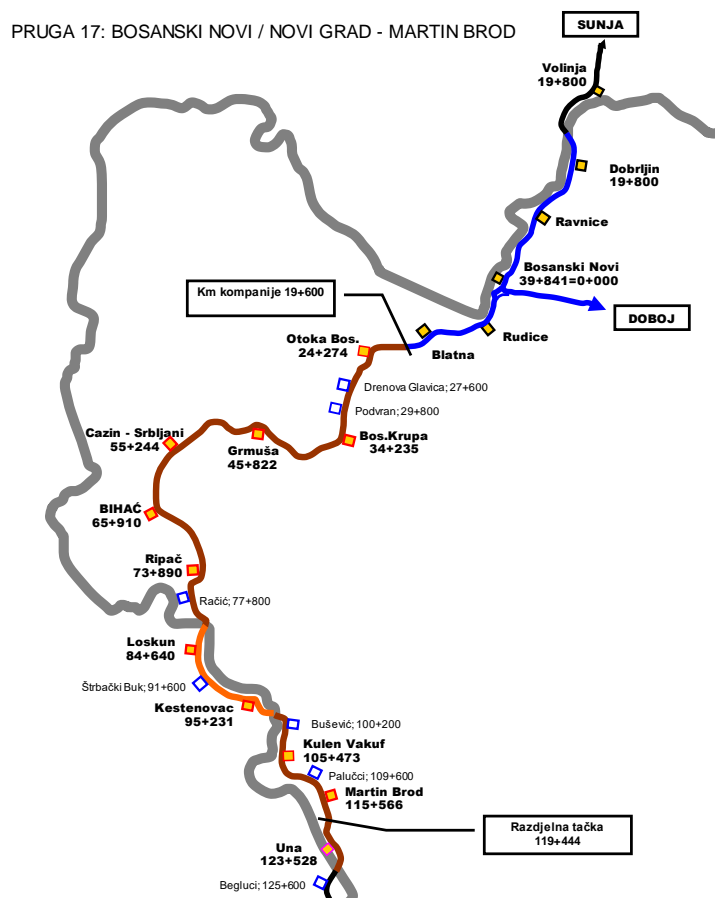 PRUGA 17: BOSANSKI NOVI / NOVI GRAD - MARTIN BROD
SUNJA
Volinja
19+800
Dobrljin
19+800
Ravnice
Bosanski Novi
39+841=0+000
Km kompanije 19+600
DOBOJ
Rudice
Otoka Bos.
24+274
Blatna
Drenova Glavica; 27+600
Podvran; 29+800
Cazin - Srbljani
55+244
Grmuša
45+822
Bos.Krupa
34+235
BIHAĆ
65+910
Ripač
73+890
Račić; 77+800
Loskun
84+640
Štrbački Buk; 91+600
Kestenovac
95+231
Bušević; 100+200
Kulen Vakuf
105+473
Palučci; 109+600
Martin Brod
115+566
Razdjelna tačka
119+444
Una
123+528
Begluci; 125+600